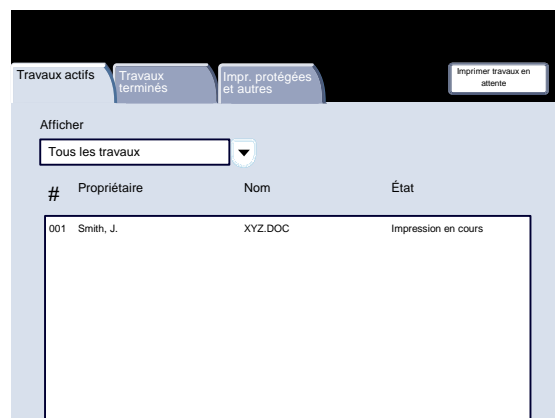 Travaux actifs
Travaux
terminés
Impr. protégées
et autres
Imprimer travaux en
attente
Afficher
Tous les travaux
# Propriétaire Nom État
001 Smith, J. XYZ.DOC Impression en cours